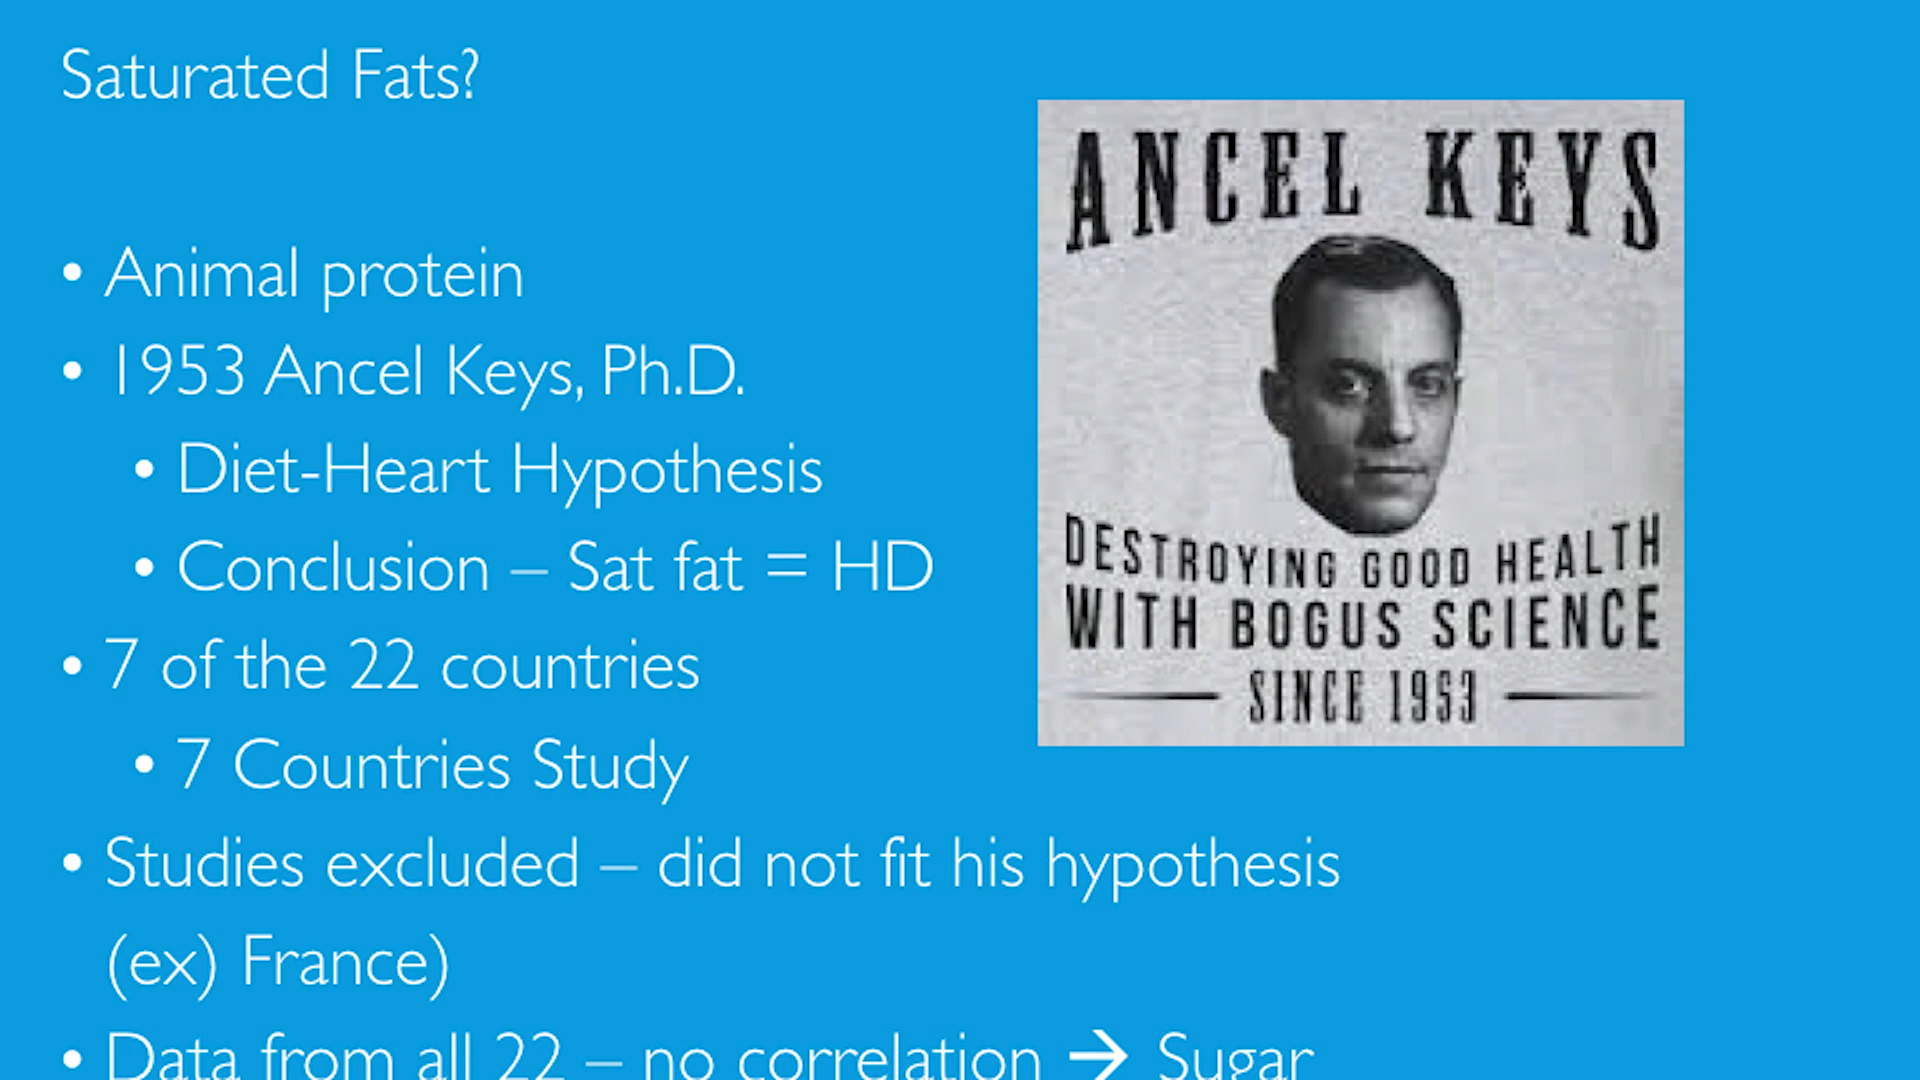 Saturated Fats?
• Animal protein
• 1953 Ancel Keys, Ph.D.
• Diet-Heart Hypothesis
• Conclusion – Sat fat = HD
• 7 of the 22 countries
• 7 Countries Study
• Studies excluded – did not fit his hypothesis
(ex) France)
• Data from all 22 – no correlation → Sugar
ANCEL KEYS
DESTROYING GOOD HEALTH
WITH BOGUS SCIENCE
SINCE 1953